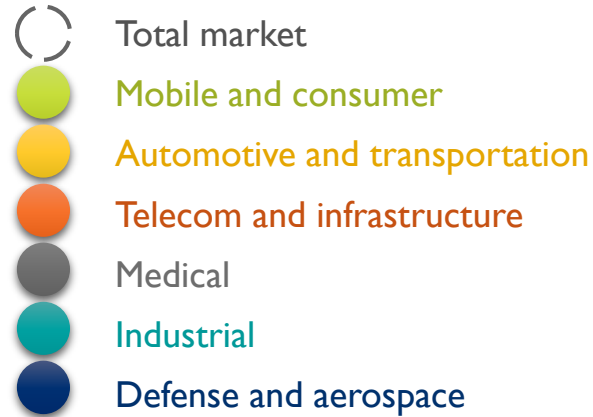 Total market
Mobile and consumer
Automotive and transportation
Telecom and infrastructure
Medical
Industrial
Defense and aerospace